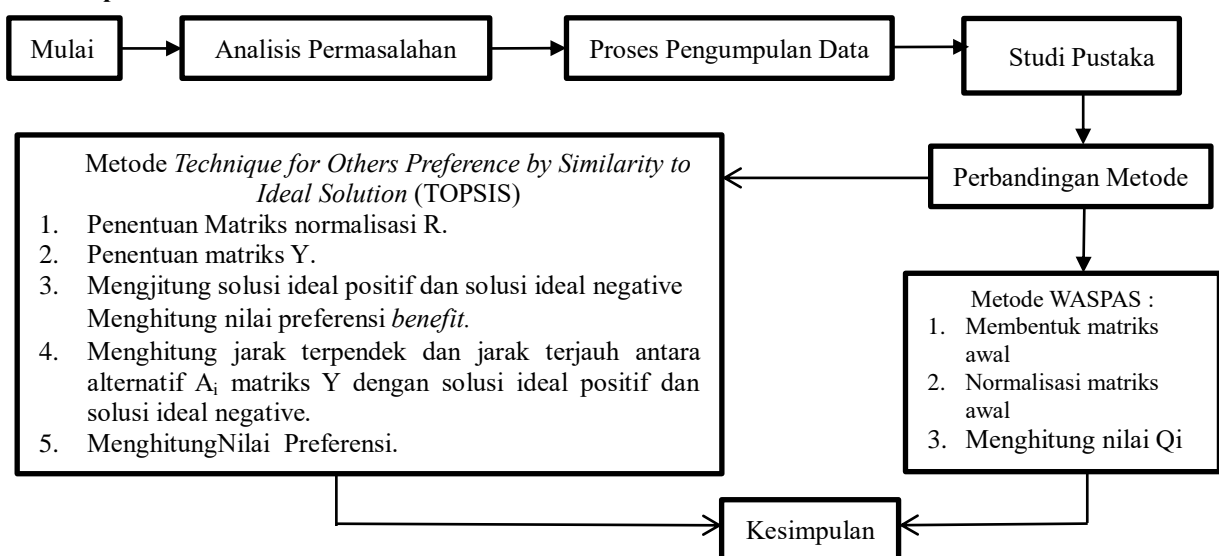 Mulai
Analisis Permasalahan
Proses Pengumpulan Data
Studi Pustaka
Perbandingan Metode
Metode Technique for Others Preference by Similarity to
Ideal Solution (TOPSIS)
1. Penentuan Matriks normalisasi R.
2. Penentuan matriks Y.
3. Mengjitung solusi ideal positif dan solusi ideal negative
Menghitung nilai preferensi benefit.
4. Menghitung jarak terpendek dan jarak terjauh antara
alternatif Ai matriks Y dengan solusi ideal positif dan
solusi ideal negative.
5. MenghitungNilai Preferensi.
Metode WASPAS :
1. Membentuk matriks
awal
2. Normalisasi matriks
awal
3. Menghitung nilai Qi
Kesimpulan